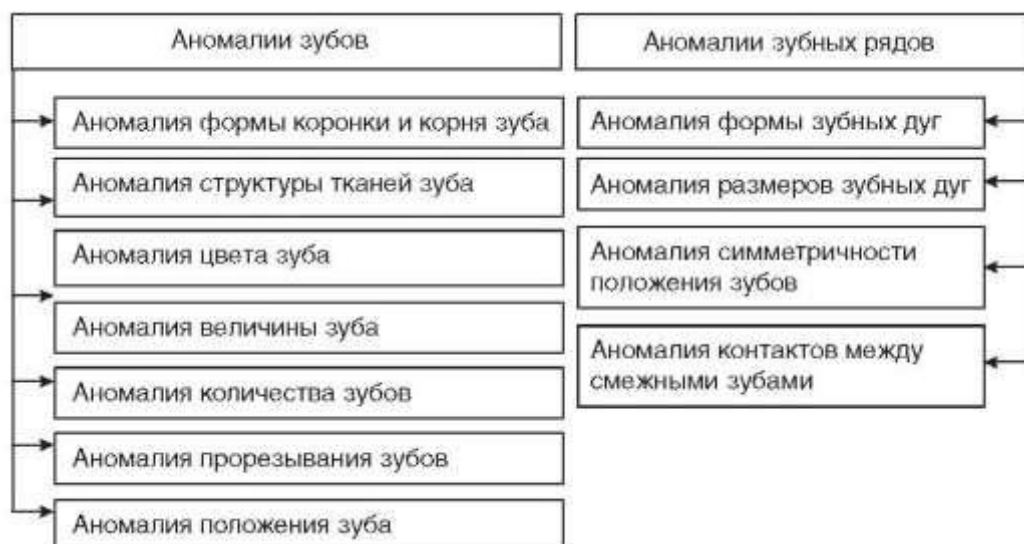 Аномалии зубов
Аномалия формы коронки и корня зуба
Аномалия структуры тканей зуба
Аномалия цвета зуба
Аномалия величины зуба
Аномалия количества зубов
Аномалия прорезывания зубов
Аномалия положения зуба
Аномалии зубных рядов
Аномалия формы зубных дуг
Аномалия размеров зубных дуг
Аномалия симметричности
положения зубов
Аномалия контактов между
смежными зубами